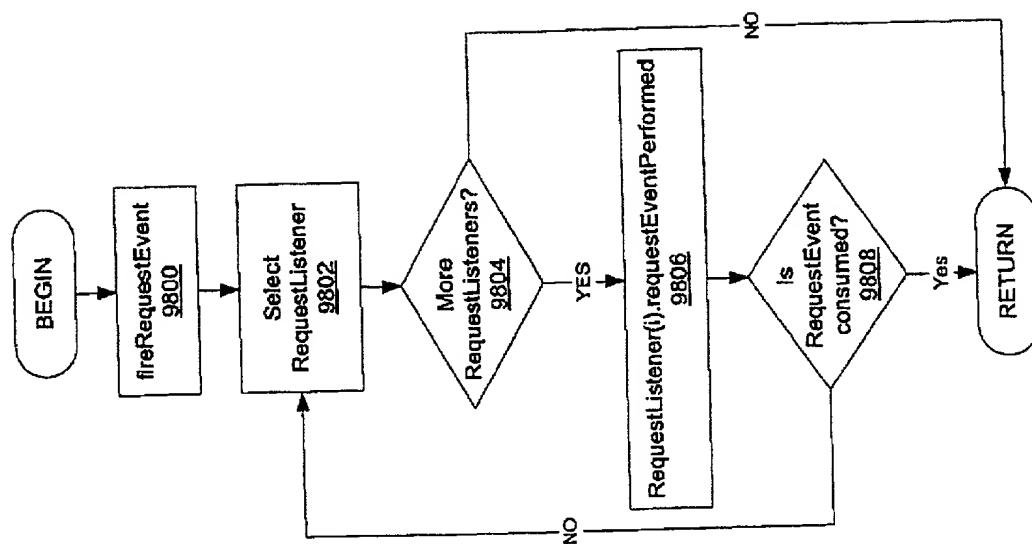 BEGIN
fireRequestEvent
9800
Select
RequestListener
9802
More
RequestListeners?
9804
YES
NO
RequestListener(i).requestEventPerformed
9806
Is
RequestEvent
consumed?
9808
NO
Yes
RETURN